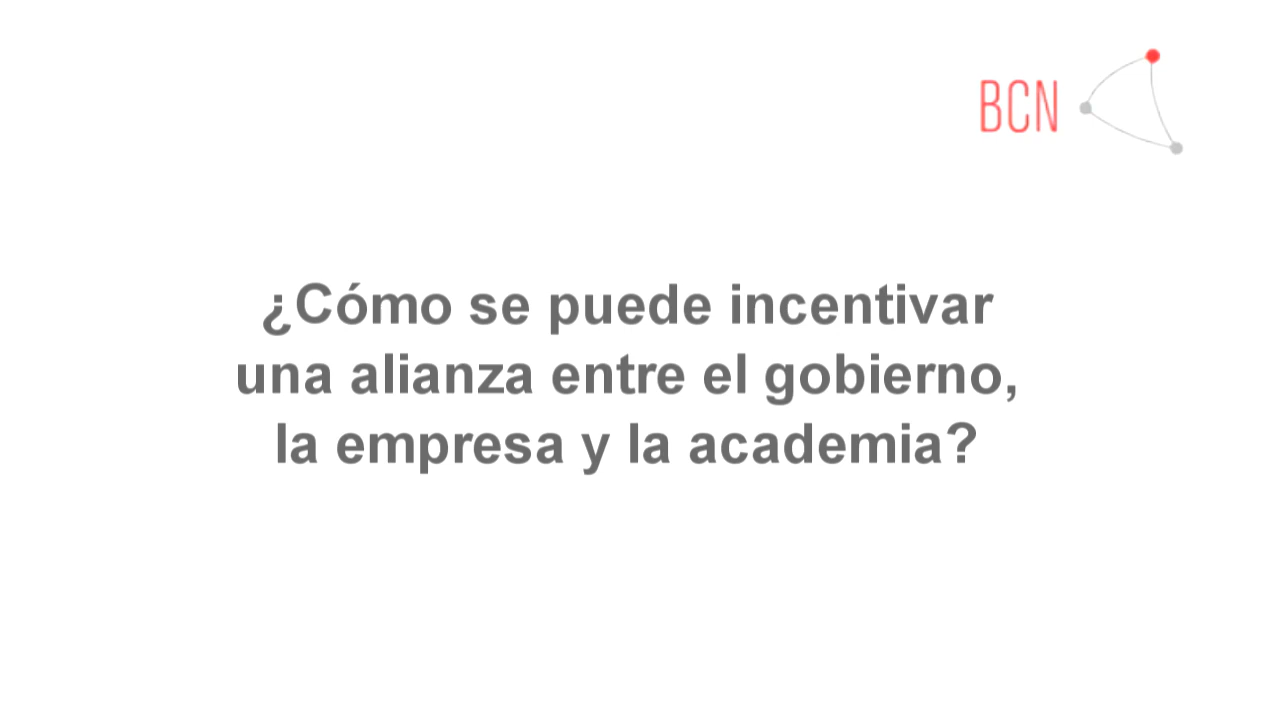 BCN
¿Cómo se puede incentivar
una alianza entre el gobierno,
la empresa y la academia?